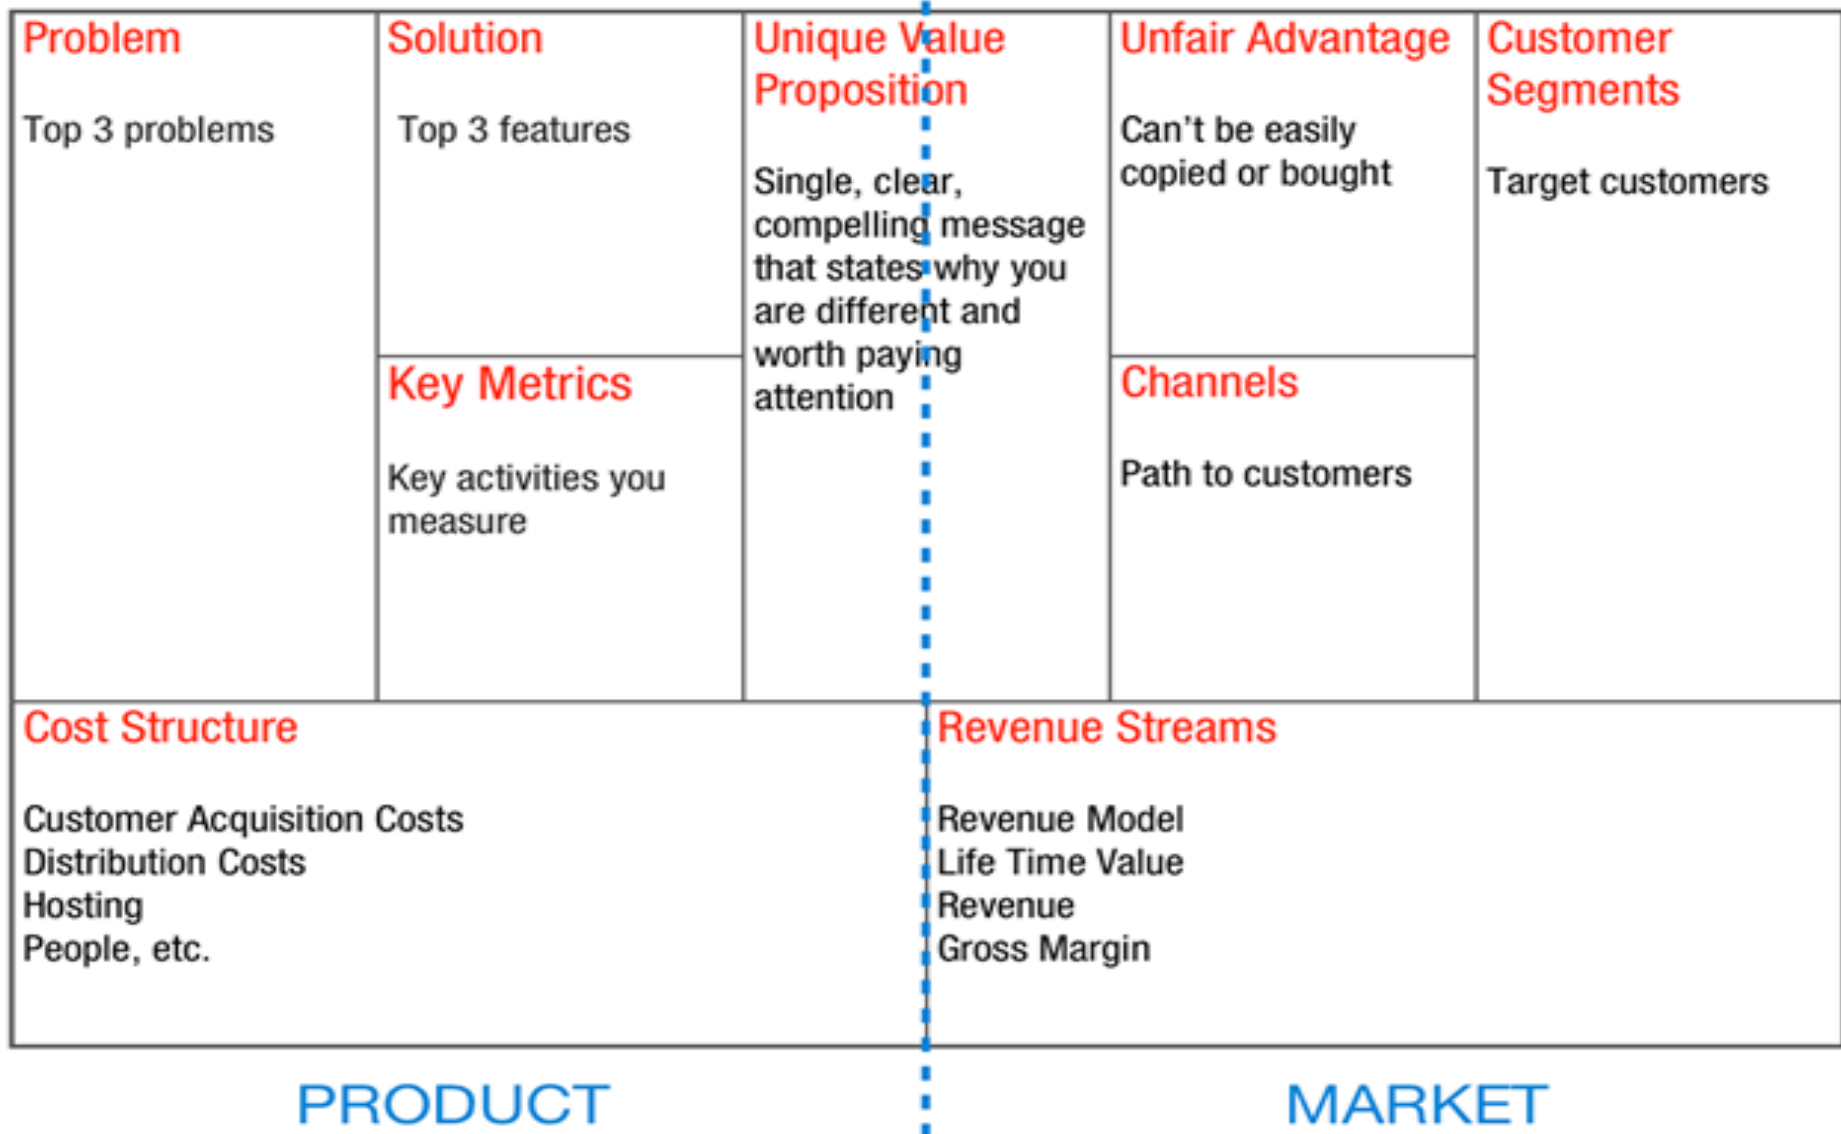 Problem
Top 3 problems
Solution
Top 3 features
Key Metrics
Key activities you
measure
Unique Value
Proposition
Single, clear,
compelling message
that states why you
are different and
worth paying
attention
Unfair Advantage
Can't be easily
copied or bought
Channels
Path to customers
Customer
Segments
Target customers
Cost Structure
Customer Acquisition Costs
Distribution Costs
Hosting
People, etc.
Revenue Streams
Revenue Model
Life Time Value
Revenue
Gross Margin
PRODUCT
MARKET